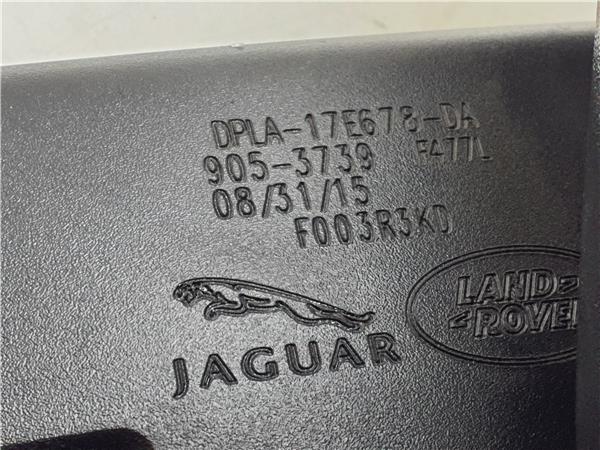 DPLA-17E678-DA
905-3739 F477L
08/31/15
F003R3KD
JAGUAR
LAND
ROVER